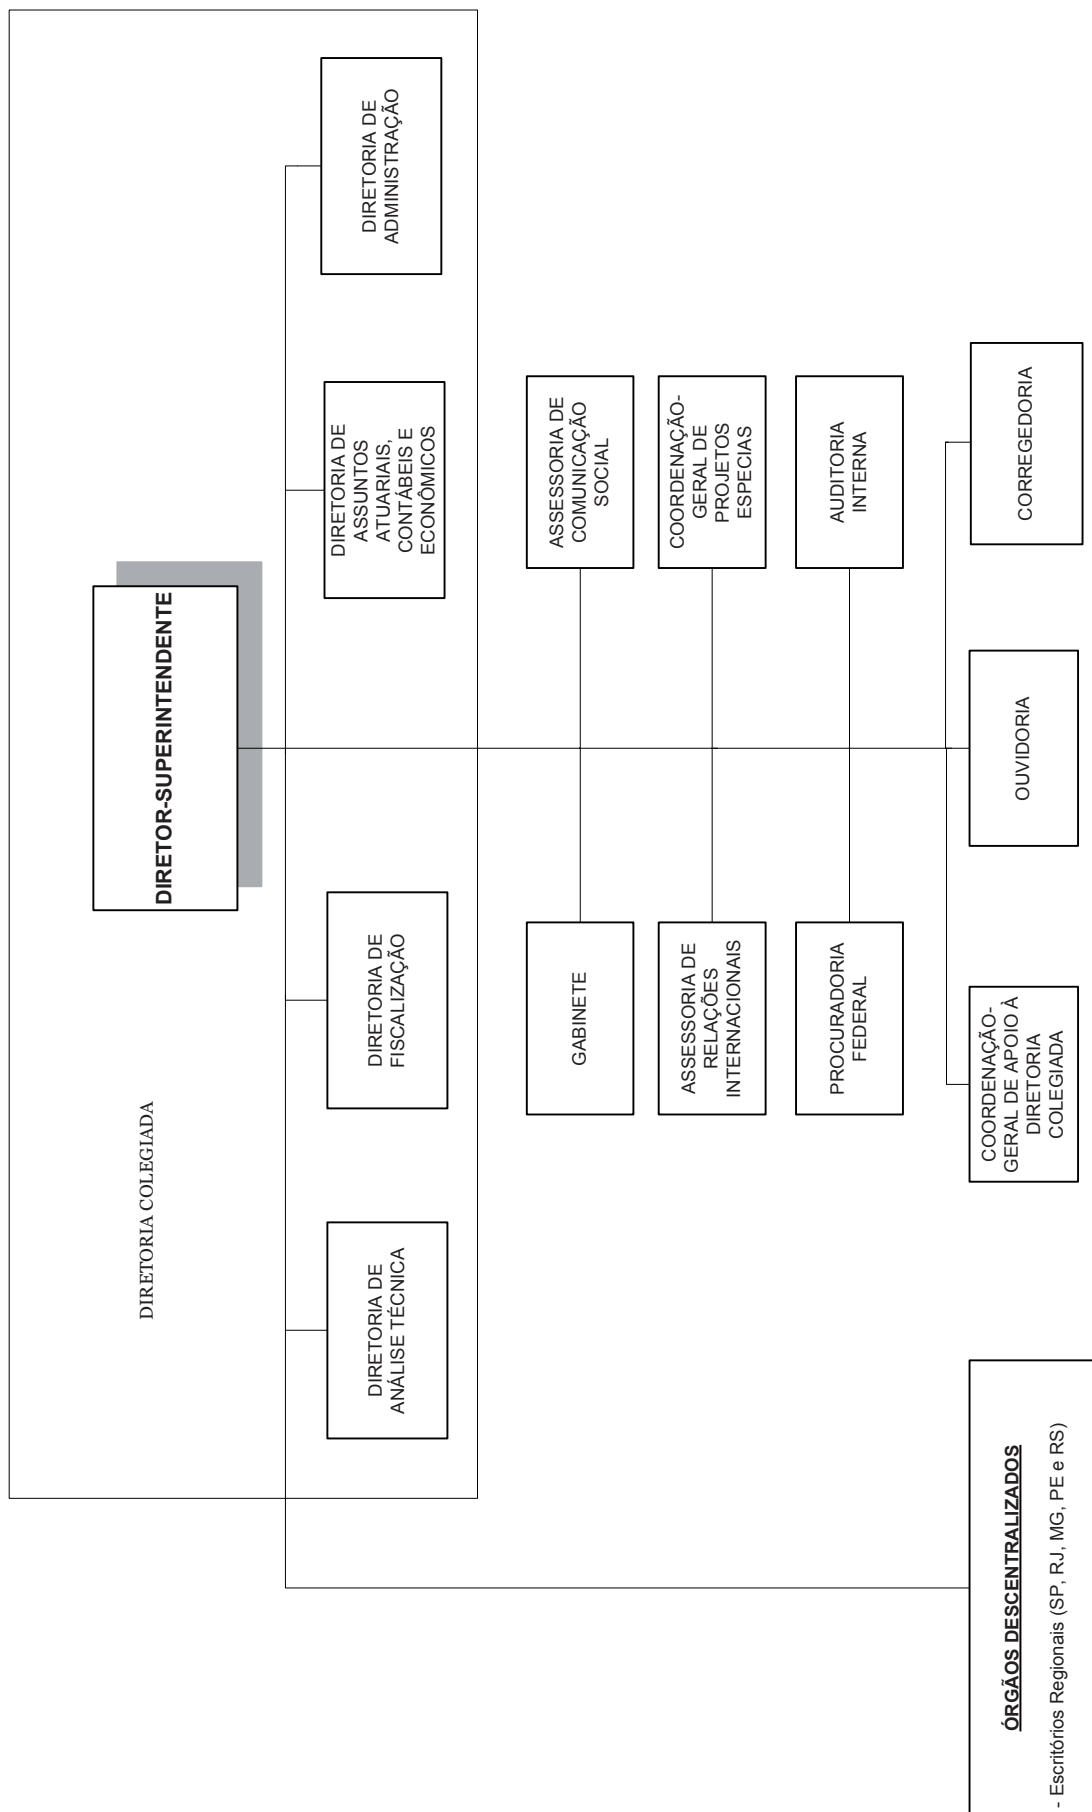 DIRETORIA COLEGIADA
DIRETOR-SUPERINTENDENTE
DIRETORIA DE
ANÁLISE TÉCNICA
DIRETORIA DE
FISCALIZAÇÃO
DIRETORIA DE
ASSUNTOS
ATUARIAIS,
CONTÁBEIS E
ECONÔMICOS
DIRETORIA DE
ADMINISTRAÇÃO
GABINETE
ASSESSORIA DE
COMUNICAÇÃO
SOCIAL
ASSESSORIA DE
RELAÇÕES
INTERNACIONAIS
COORDENAÇÃO-
GERAL DE
PROJETOS
ESPECIAS
PROCURADORIA
FEDERAL
AUDITORIA
INTERNA
ÓRGÃOS DESCENTRALIZADOS
- Escritórios Regionais (SP, RJ, MG, PE e RS)
COORDENAÇÃO-
GERAL DE APOIO À
DIRETORIA
COLEGIADA
OUVIDORIA
CORREGEDORIA